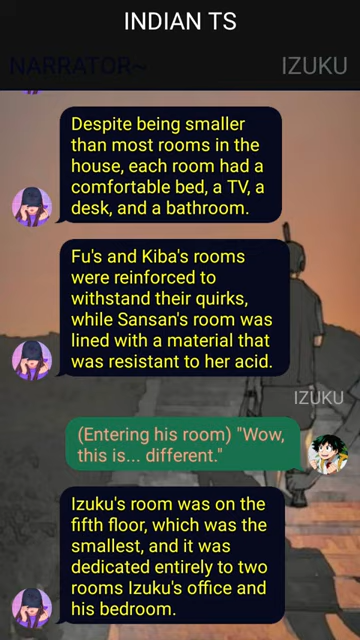 INDIAN TS
NARRATOR~
IZUKU
Despite being smaller
than most rooms in the
house, each room had a
comfortable bed, a TV, a
desk, and a bathroom.
Fu's and Kiba's rooms
were reinforced to
withstand their quirks,
while Sansan's room was
lined with a material that
was resistant to her acid.
IZUKU
(Entering his room) "Wow,
this is... different."
Izuku's room was on the
fifth floor, which was the
smallest, and it was
dedicated entirely to two
rooms Izuku's office and
his bedroom.